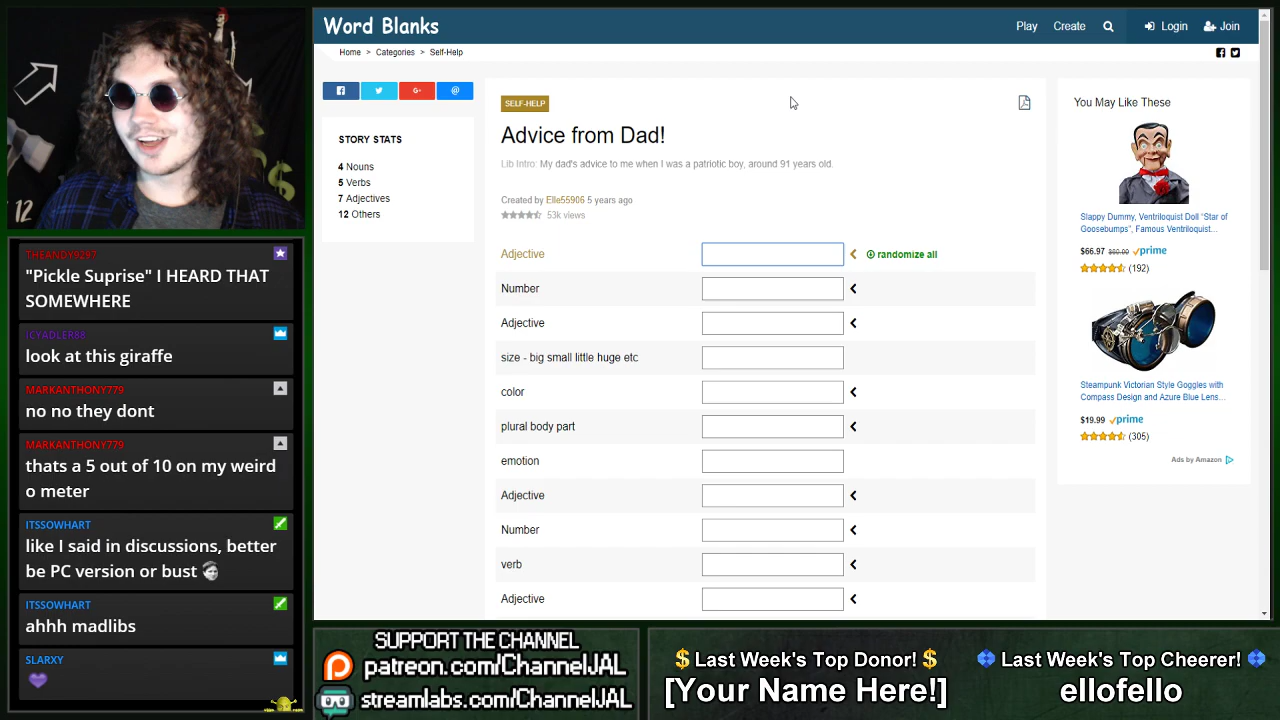 Word Blanks
Play
Create
Login
Join
Home > Categories > Self-Help
STORY STATS
4 Nouns
5 Verbs
7 Adjectives
12 Others
SELF-HELP
Advice from Dad!
Lib Intro: My dad's advice to me when I was a patriotic boy, around 91 years old.
Created by Elle55906 5 years ago
53k views
Adjective
randomize all
Number
Adjective
size - big small little huge etc
color
plural body part
emotion
Adjective
Number
verb
Adjective
You May Like These
Slappy Dummy, Ventriloquist Doll "Star of
Goosebumps", Famous Ventriloquist...
$66.97 $69.99 prime
(192)
Steampunk Victorian Style Goggles with
Compass Design and Azure Blue Lens...
$19.99 prime
(305)
Ads by Amazon
12
THEANDY9297
"Pickle Suprise" I HEARD THAT
SOMEWHERE
ICYADLER88
look at this giraffe
MARKANTHONY779
no no they dont
MARKANTHONY779
thats a 5 out of 10 on my weird
o meter
ITSSOWHART
like I said in discussions, better
be PC version or bust
ITSSOWHART
ahhh madlibs
SLARXY
SUPPORT THE CHANNEL
patreon.com/ChannelJAL
streamlabs.com/ChannelJAL
$ Last Week's Top Donor! $
[Your Name Here!]
Last Week's Top Cheerer!
ellofello